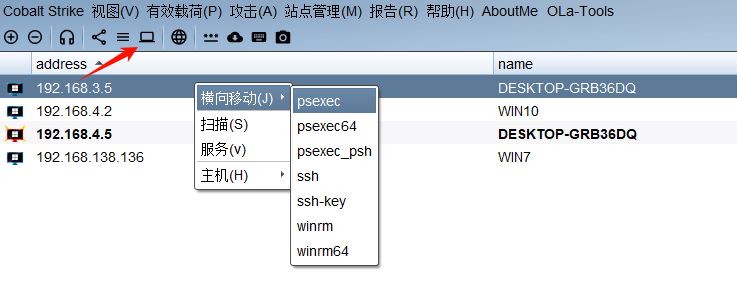 Cobalt Strike 视图(V) 有效载荷(P) 攻击(A) 站点管理(M) 报告(R) 帮助(H) AboutMe OLa-Tools
address name
192.168.3.5 DESKTOP-GRB36DQ
192.168.4.2 WIN10
192.168.4.5 DESKTOP-GRB36DQ
192.168.138.136 WIN7
横向移动(J)
扫描(S)
服务(v)
主机(H)
psexec
psexec64
psexec_psh
ssh
ssh-key
winrm
winrm64